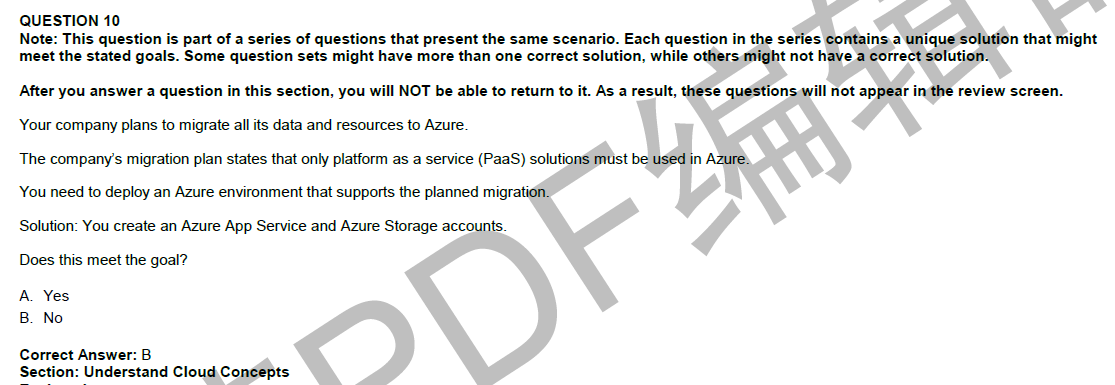 QUESTION 10
Note: This question is part of a series of questions that present the same scenario. Each question in the series contains a unique solution that might
meet the stated goals. Some question sets might have more than one correct solution, while others might not have a correct solution.
After you answer a question in this section, you will NOT be able to return to it. As a result, these questions will not appear in the review screen.
Your company plans to migrate all its data and resources to Azure.
The company's migration plan states that only platform as a service (PaaS) solutions must be used in Azure.
You need to deploy an Azure environment that supports the planned migration.
Solution: You create an Azure App Service and Azure Storage accounts.
Does this meet the goal?
A. Yes
B. No
Correct Answer: B
Section: Understand Cloud Concepts
PDF编辑